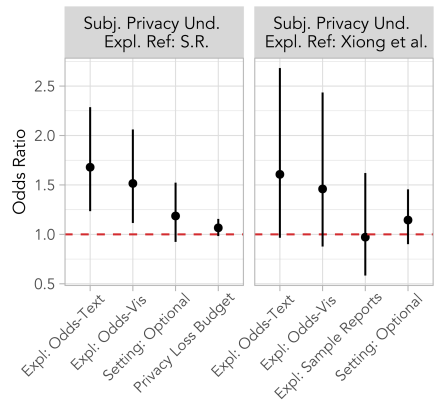 Subj. Privacy Und.
Expl. Ref: S.R.
Subj. Privacy Und.
Expl. Ref: Xiong et al.
Odds Ratio
2.5
2.0
1.5
1.0
0.5
Expl: Odds-Text
Expl: Odds-Vis
Setting: Optional
Privacy Loss Budget
Expl: Odds-Text
Expl: Odds-Vis
Expl: Sample Reports
Setting: Optional